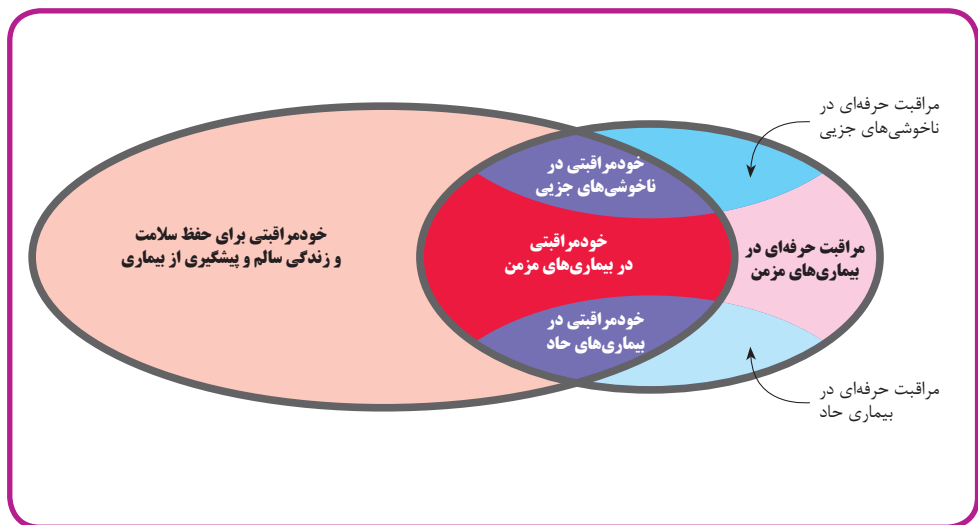 مراقبت حرفه‌ای در
ناخوشی‌های جزیی
خودمراقبتی در
ناخوشی‌های جزیی
خودمراقبتی برای حفظ سلامت
و زندگی سالم و پیشگیری از بیماری
خودمراقبتی
در بیماری‌های مزمن
مراقبت حرفه‌ای در
بیماری‌های مزمن
خودمراقبتی در
بیماری‌های حاد
مراقبت حرفه‌ای در
بیماری حاد